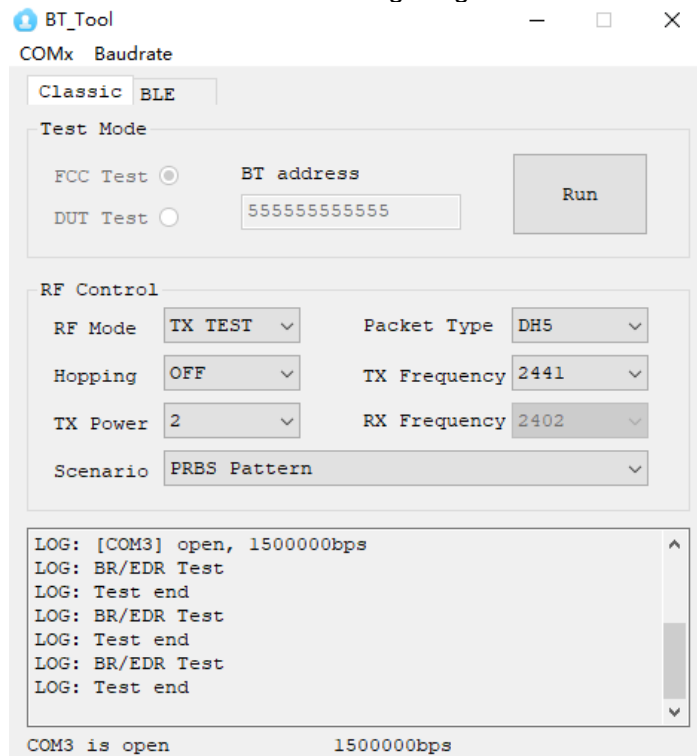 BT_Tool
COMx Baudrate
Classic BLE
Test Mode
FCC Test BT address
DUT Test 555555555555 Run
RF Control
RF Mode TX TEST Packet Type DH5
Hopping OFF TX Frequency 2441
TX Power 2 RX Frequency 2402
Scenario PRBS Pattern
LOG: [COM3] open, 1500000bps
LOG: BR/EDR Test
LOG: Test end
LOG: BR/EDR Test
LOG: Test end
LOG: BR/EDR Test
LOG: Test end
COM3 is open 1500000bps